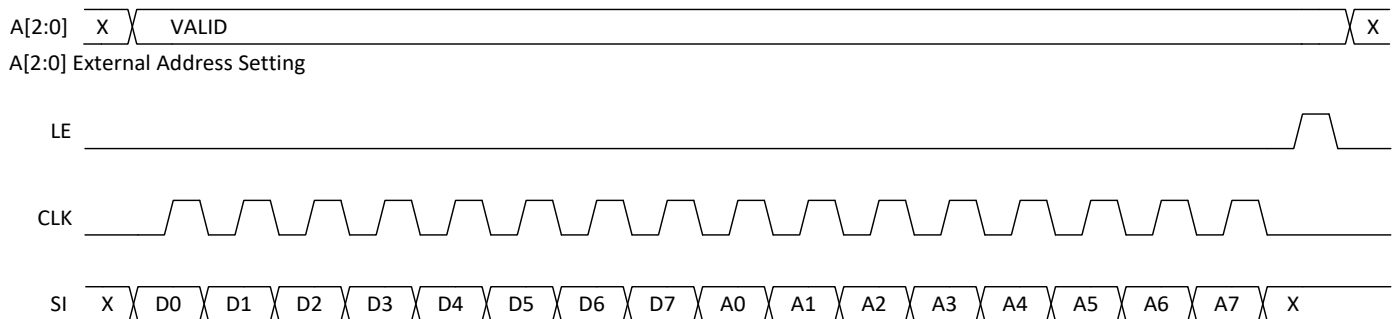 A[2:0] X VALID X
A[2:0] External Address Setting
LE
CLK
SI X D0 D1 D2 D3 D4 D5 D6 D7 A0 A1 A2 A3 A4 A5 A6 A7 X